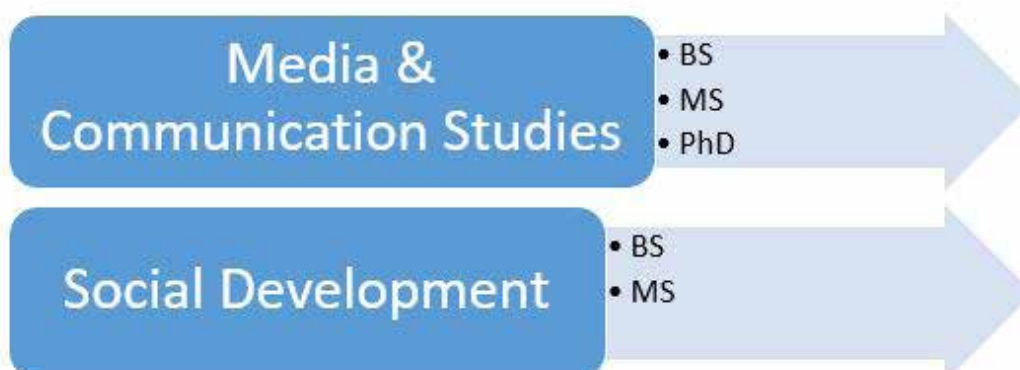 Media &
Communication Studies
• BS
• MS
• PhD
Social Development
• BS
• MS